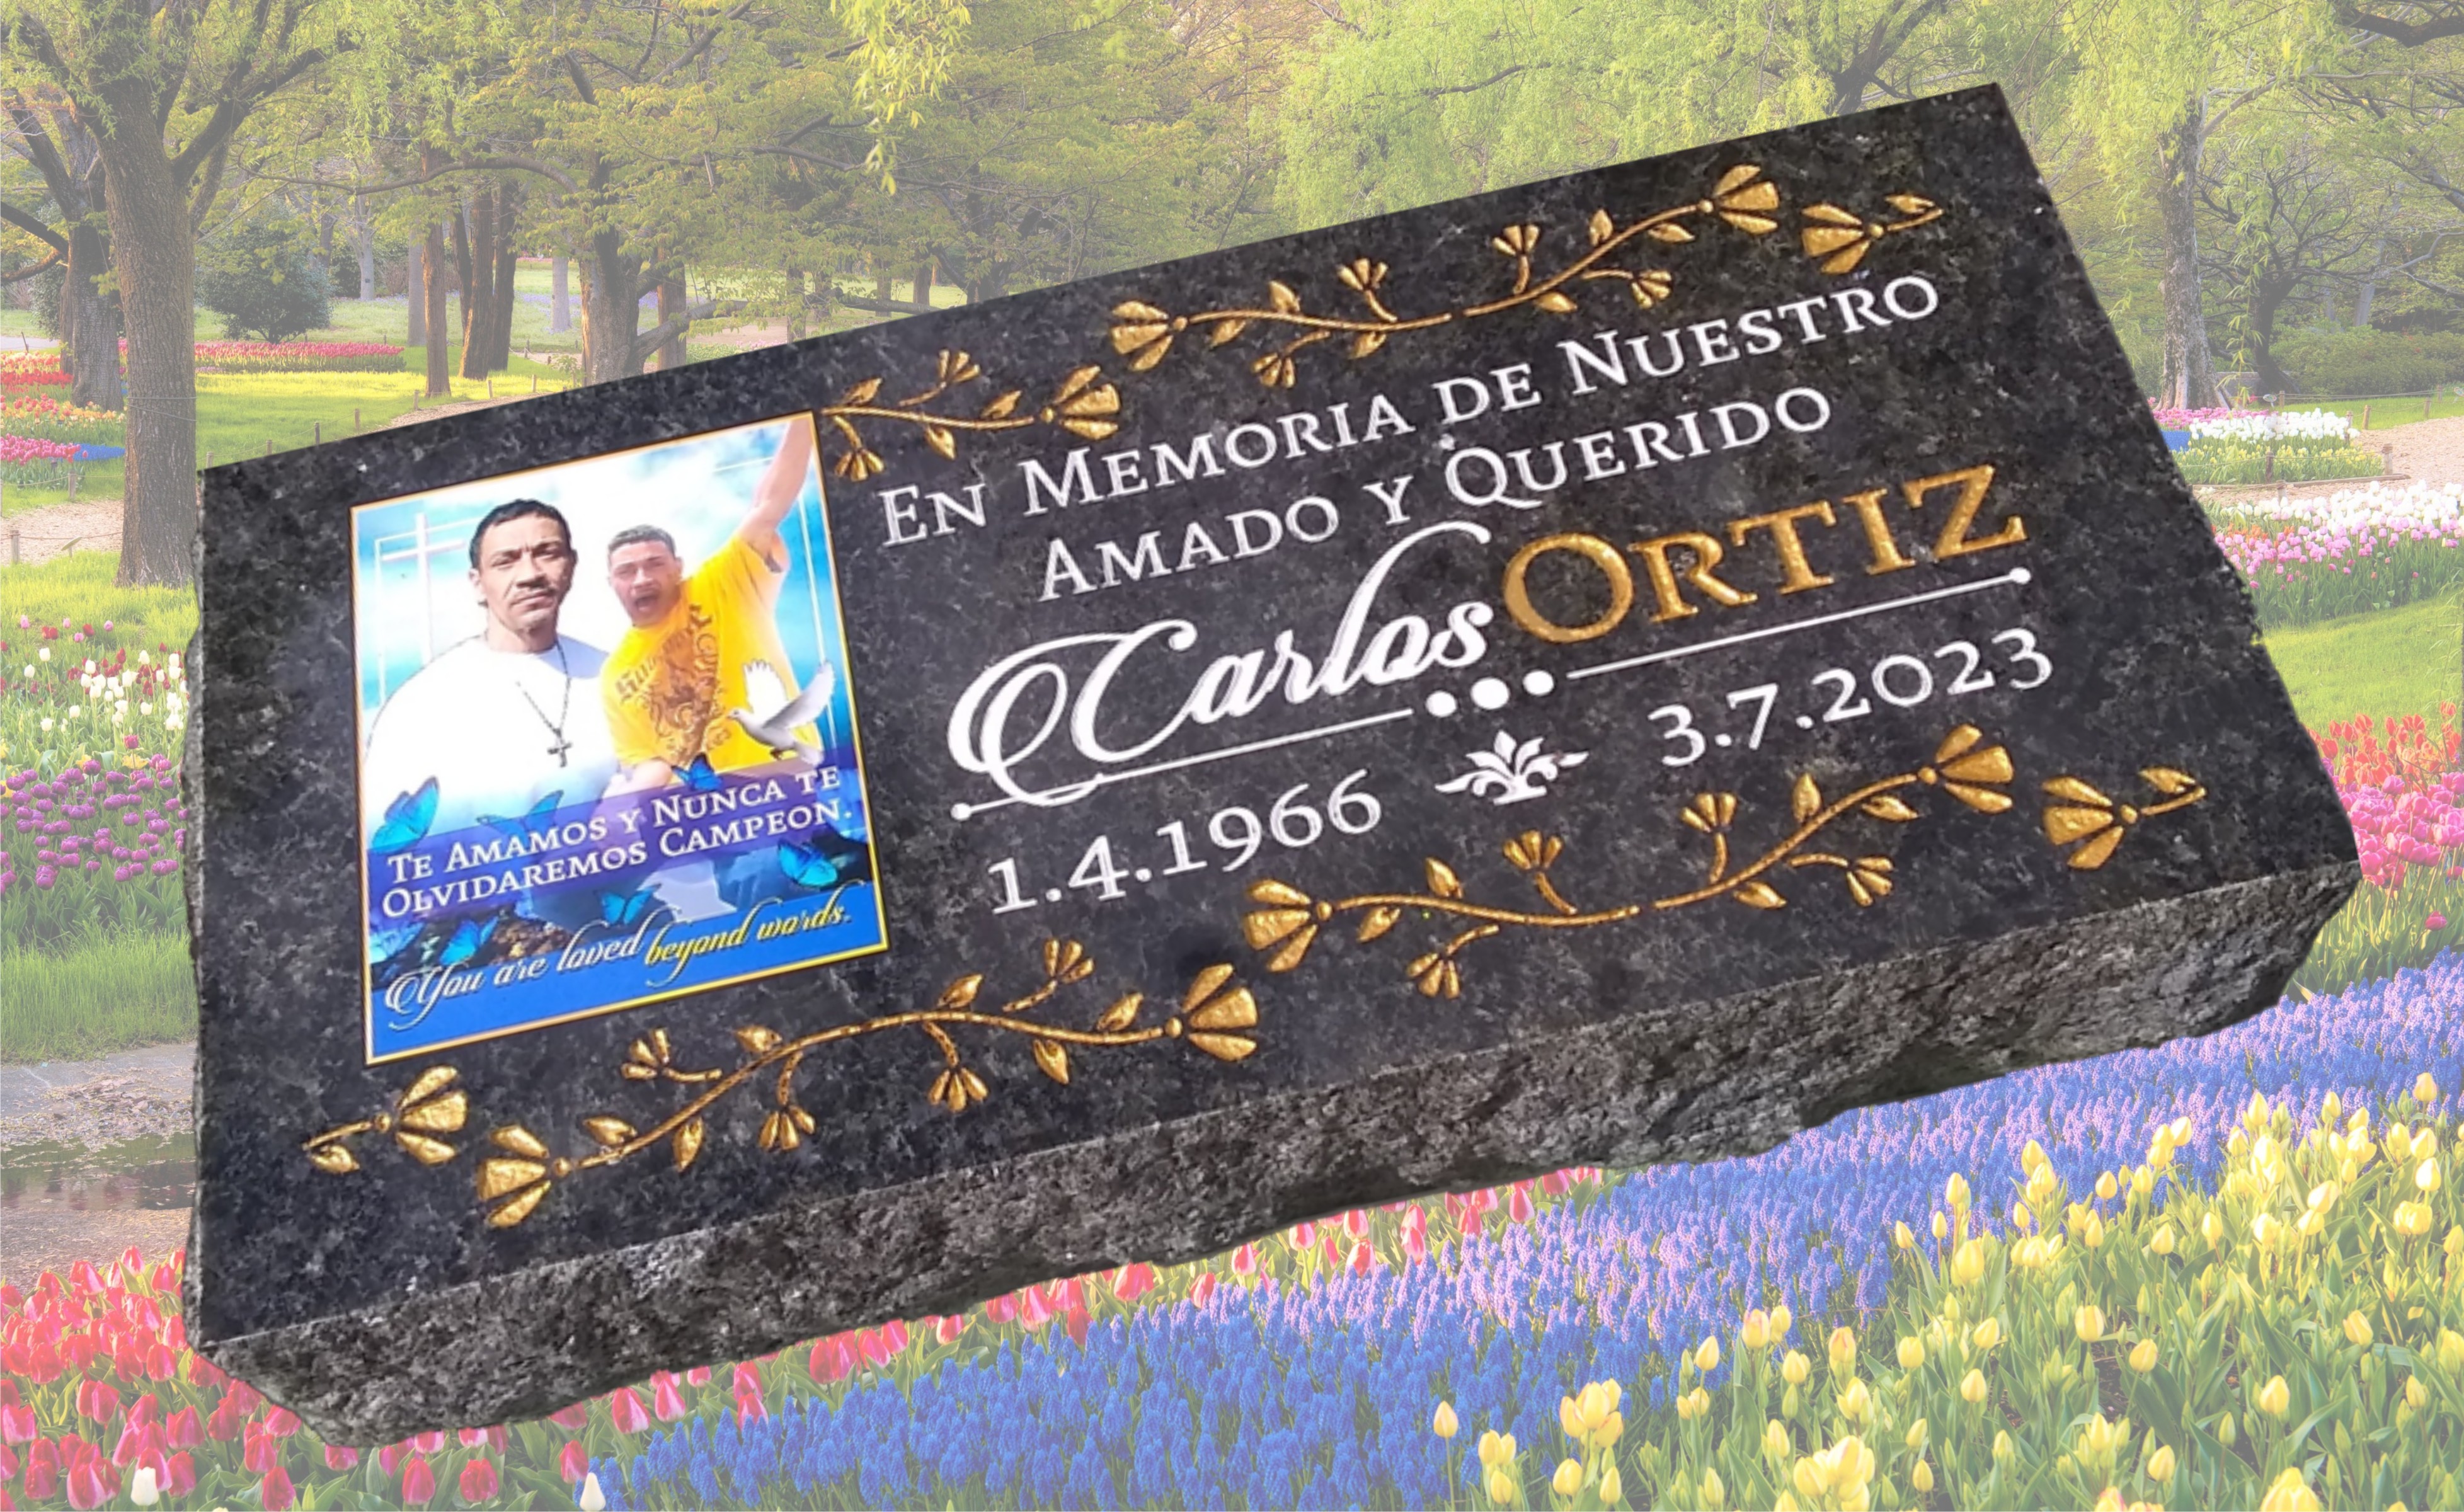 Te Amamos y Nunca te
Olvidaremos Campeon.
You are loved beyond words.
En Memoria de Nuestro
Amado y Querido
Carlos Ortiz
1.4.1966 3.7.2023